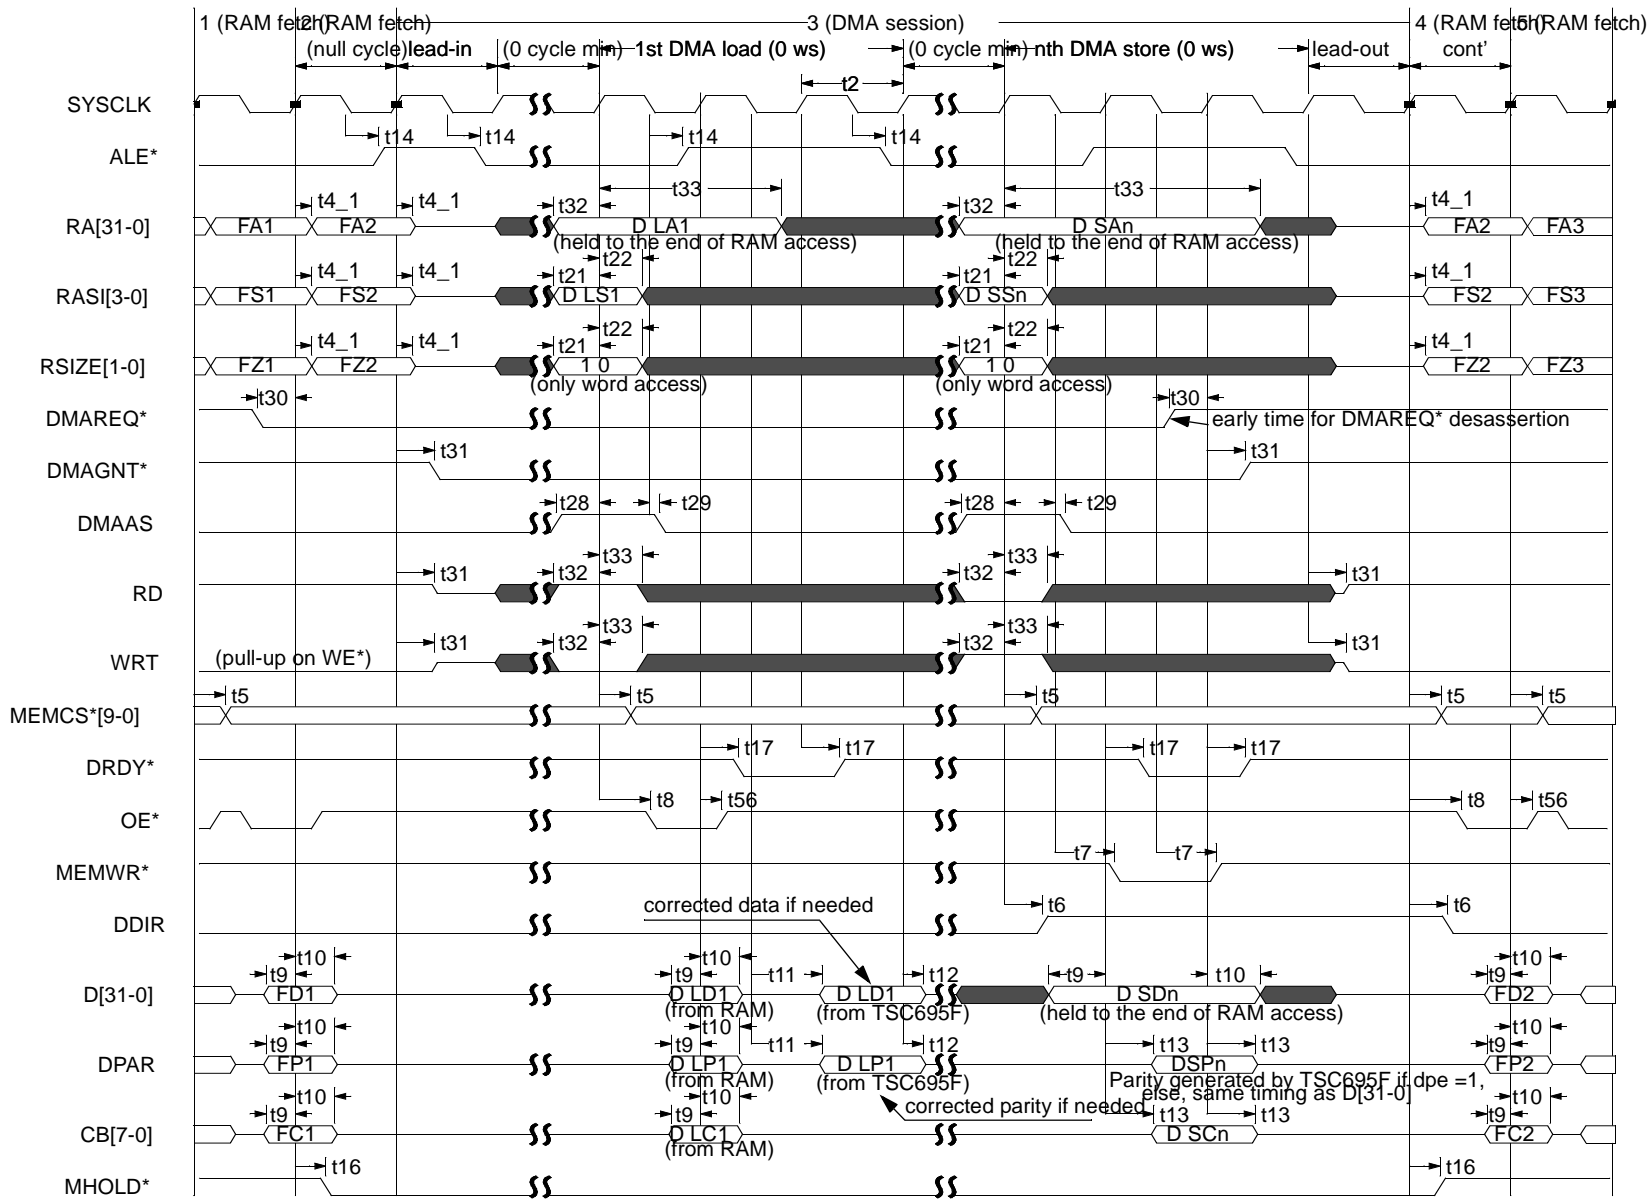 1 (RAM fetch) 2 (RAM fetch) 3 (DMA session) 4 (RAM fetch) 5 (RAM fetch)
(null cycle) lead-in (0 cycle min) 1st DMA load (0 ws) (0 cycle min) nth DMA store (0 ws) lead-out cont'
t2
SYSCLK
t14 t14 t14 t14
ALE*
t33 t33
t4_1 t4_1 t32 t32 t4_1
RA[31-0] FA1 FA2 D LA1 D SAn FA2 FA3
(held to the end of RAM access) (held to the end of RAM access)
t22 t22
t4_1 t4_1 t21 t21 t4_1
RASI[3-0] FS1 FS2 D LS1 D SSn FS2 FS3
t22 t22
t4_1 t4_1 t21 t21 t4_1
RSIZE[1-0] FZ1 FZ2 1 0 1 0 FZ2 FZ3
(only word access) (only word access)
t30 t30
DMAREQ* early time for DMAREQ* desassertion
t31 t31
DMAGNT*
t28 t29 t28 t29
DMAAS
t33 t33
t31 t32 t32 t31
RD
t33 t33
t31 t32 t32 t31
WRT (pull-up on WE*)
t5 t5 t5 t5 t5
MEMCS*[9-0]
t17 t17 t17 t17
DRDY*
t8 t56 t8 t56
OE*
t7 t7
MEMWR*
corrected data if needed t6 t6
DDIR
t10 t10 t10
t9 t9 t11 t12 t9 t10 t9
D[31-0] FD1 D LD1 D LD1 D SDn FD2
(from RAM) (from TSC695F) (held to the end of RAM access)
t10 t10 t10
t9 t9 t11 t12 t13 t13 t9
DPAR FP1 D LP1 D LP1 DSPn FP2
(from RAM) (from TSC695F) Parity generated by TSC695F if dpe =1,
else, same timing as D[31-0]
t10 t10 corrected parity if needed t10
t9 t9 t13 t13 t9
CB[7-0] FC1 D LC1 D SCn FC2
(from RAM)
t16 t16
MHOLD*